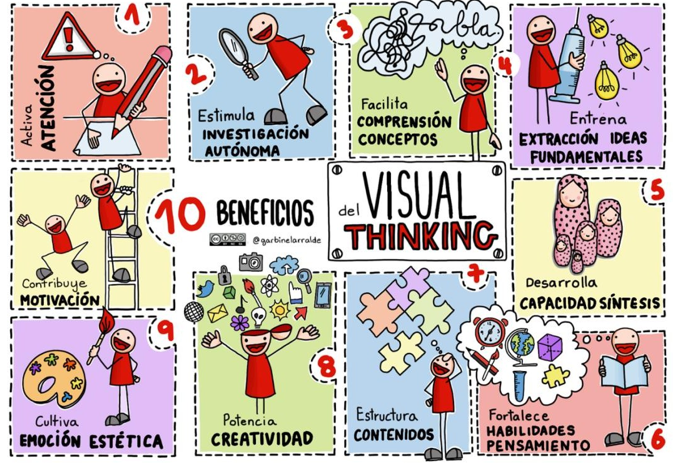 1
Activa
ATENCIÓN
2
Estimula
INVESTIGACIÓN
AUTÓNOMA
3
bla
Facilita
COMPRENSIÓN
CONCEPTOS
4
Entrena
EXTRACCIÓN IDEAS
FUNDAMENTALES
10 BENEFICIOS
del VISUAL
THINKING
@garbinelarralde
5
Desarrolla
CAPACIDAD SÍNTESIS
6
Fortalece
HABILIDADES
PENSAMIENTO
7
Estructura
CONTENIDOS
8
Potencia
CREATIVIDAD
9
Cultiva
EMOCIÓN ESTÉTICA
Contribuye
MOTIVACIÓN